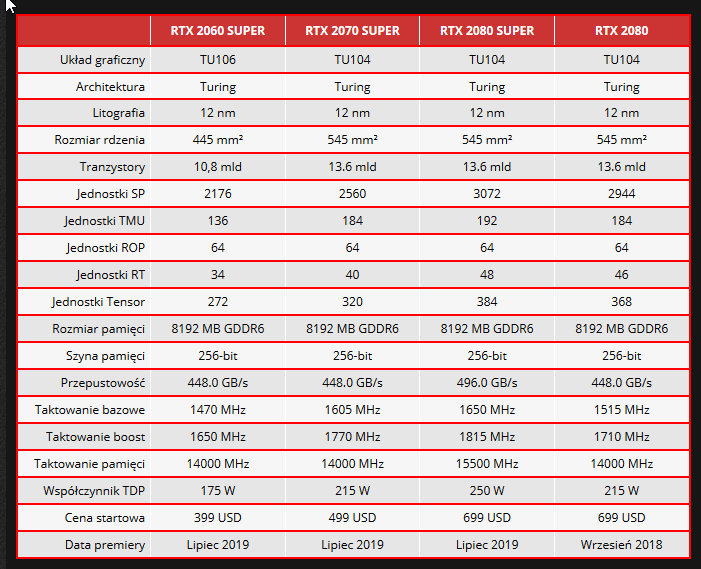 RTX 2060 SUPER RTX 2070 SUPER RTX 2080 SUPER RTX 2080
Układ graficzny TU106 TU104 TU104 TU104
Architektura Turing Turing Turing Turing
Litografia 12 nm 12 nm 12 nm 12 nm
Rozmiar rdzenia 445 mm² 545 mm² 545 mm² 545 mm²
Tranzystory 10,8 mld 13.6 mld 13.6 mld 13.6 mld
Jednostki SP 2176 2560 3072 2944
Jednostki TMU 136 184 192 184
Jednostki ROP 64 64 64 64
Jednostki RT 34 40 48 46
Jednostki Tensor 272 320 384 368
Rozmiar pamięci 8192 MB GDDR6 8192 MB GDDR6 8192 MB GDDR6 8192 MB GDDR6
Szyna pamięci 256-bit 256-bit 256-bit 256-bit
Przepustowość 448.0 GB/s 448.0 GB/s 496.0 GB/s 448.0 GB/s
Taktowanie bazowe 1470 MHz 1605 MHz 1650 MHz 1515 MHz
Taktowanie boost 1650 MHz 1770 MHz 1815 MHz 1710 MHz
Taktowanie pamięci 14000 MHz 14000 MHz 15500 MHz 14000 MHz
Współczynnik TDP 175 W 215 W 250 W 215 W
Cena startowa 399 USD 499 USD 699 USD 699 USD
Data premiery Lipiec 2019 Lipiec 2019 Lipiec 2019 Wrzesień 2018